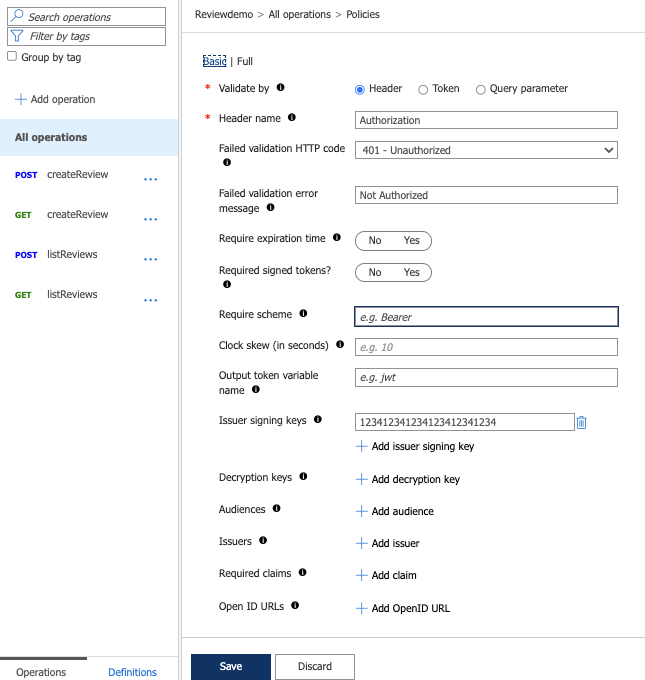 Search operations
Filter by tags
Group by tag
Add operation
All operations
POST createReview ...
GET createReview ...
POST listReviews ...
GET listReviews ...
Operations Definitions
Reviewdemo > All operations > Policies
Basic | Full
* Validate by Header Token Query parameter
* Header name Authorization
Failed validation HTTP code 401 - Unauthorized
Failed validation error
message Not Authorized
Require expiration time No Yes
Required signed tokens? No Yes
Require scheme e.g. Bearer
Clock skew (in seconds) e.g. 10
Output token variable
name e.g. jwt
Issuer signing keys 123412341234123412341234
Add issuer signing key
Decryption keys Add decryption key
Audiences Add audience
Issuers Add issuer
Required claims Add claim
Open ID URLs Add OpenID URL
Save Discard